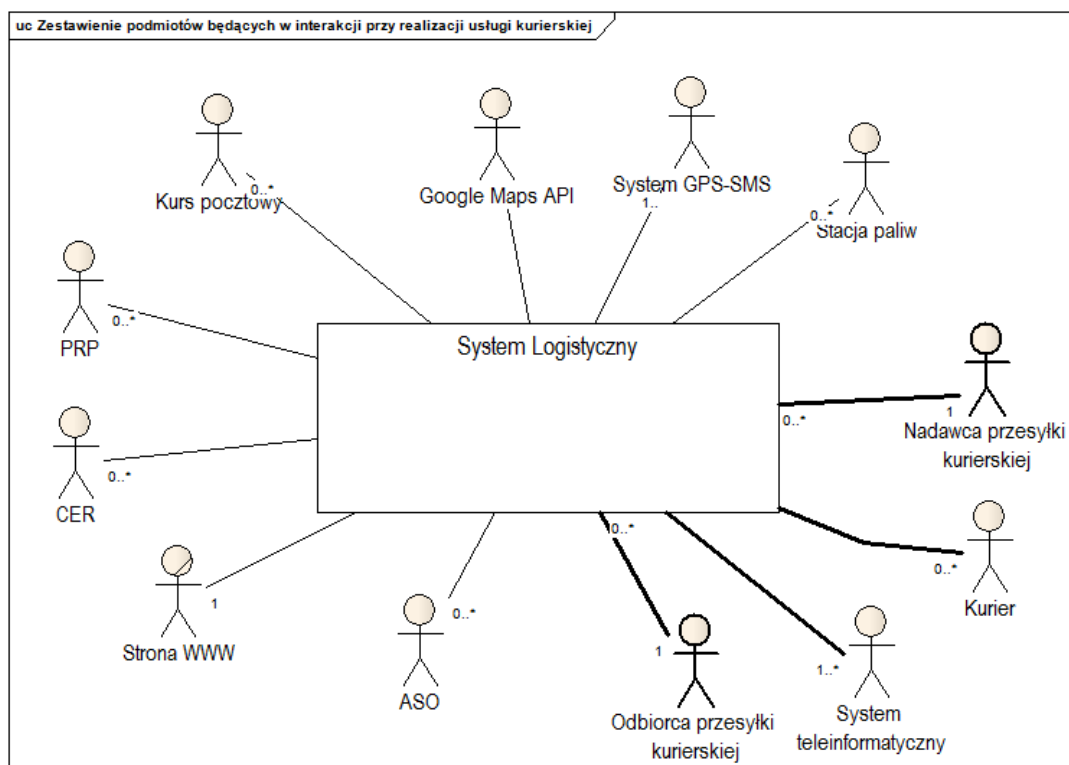 uc Zestawienie podmiotów będących w interakcji przy realizacji usługi kurierskiej
Kurs pocztowy
0..*
Google Maps API
System GPS-SMS
1..
Stacja paliw
0..*
PRP
0..*
System Logistyczny
Nadawca przesyłki
kurierskiej
0..*
1
CER
0..*
Kurier
0..*
Strona WWW
1
ASO
0..*
Odbiorca przesyłki
kurierskiej
0..*
1
System
teleinformatyczny
1..*